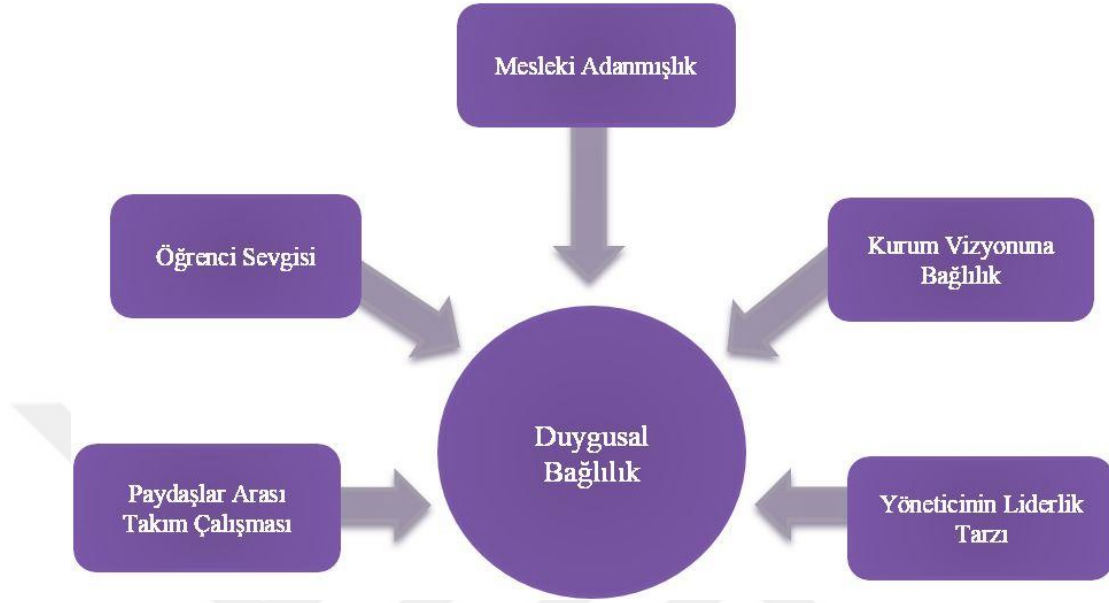 Mesleki Adanmışlık
Öğrenci Sevgisi
Kurum Vizyonuna
Bağlılık
Duygusal
Bağlılık
Paydaşlar Arası
Takım Çalışması
Yöneticinin Liderlik
Tarzı